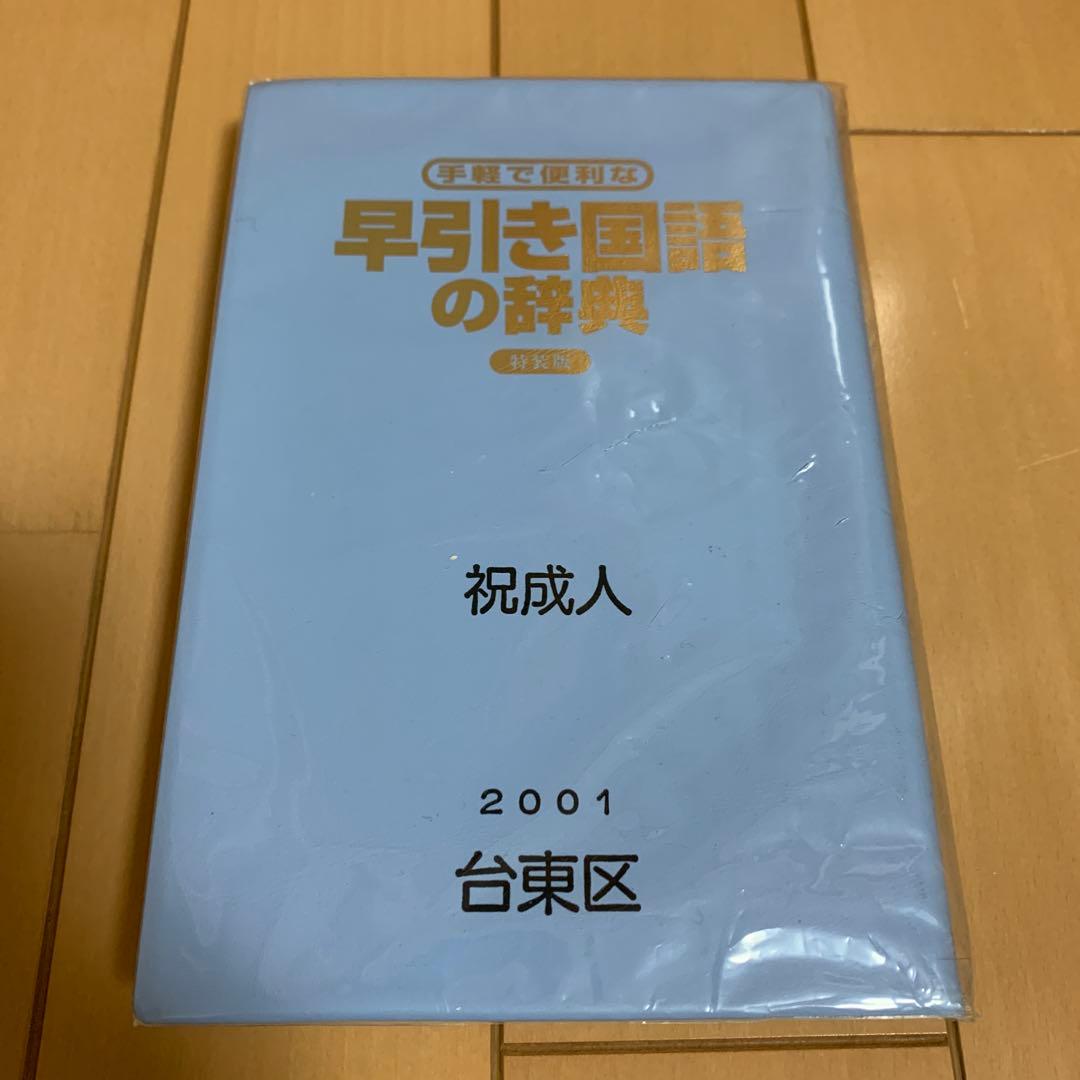 手軽で便利な
早引き国語
の辞典
特装版
祝成人
2001
台東区